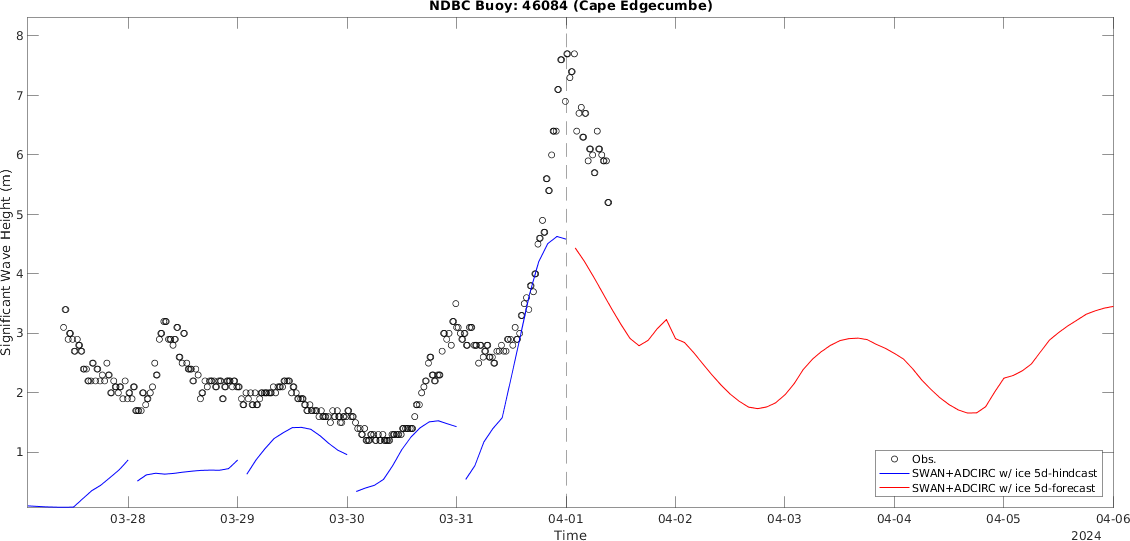 NDBC Buoy: 46084 (Cape Edgecumbe)
Significant Wave Height (m)
8
7
6
5
4
3
2
1
Obs.
SWAN+ADCIRC w/ ice 5d-hindcast
SWAN+ADCIRC w/ ice 5d-forecast
03-28 03-29 03-30 03-31 04-01 04-02 04-03 04-04 04-05 04-06
Time
2024